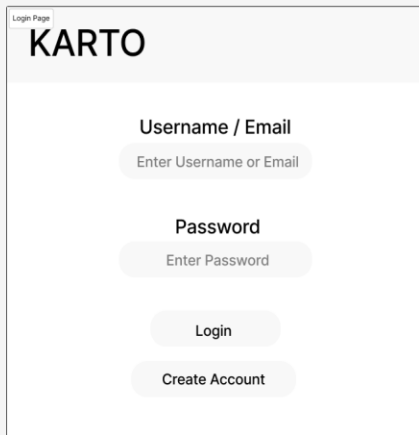 Login Page
KARTO
Username / Email
Enter Username or Email
Password
Enter Password
Login
Create Account